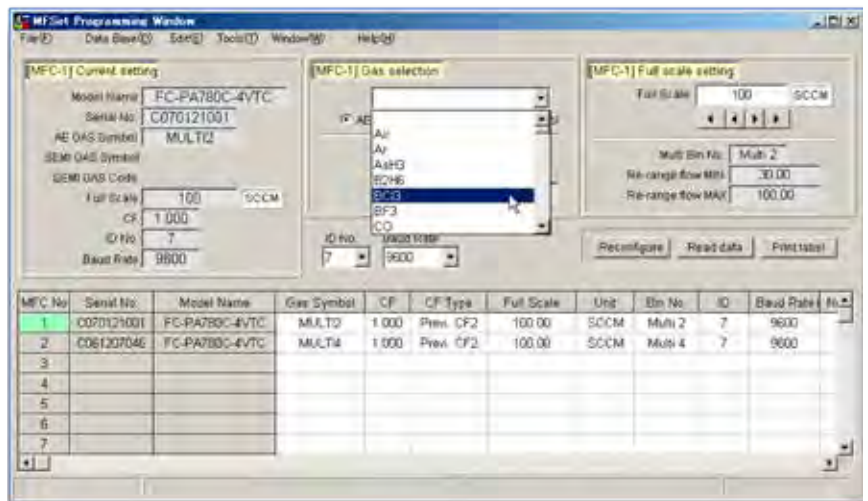 MFSet Programming Window
File(F) Data Base(D) Edit(E) Tools(T) Window(W) Help(H)
[MFC-1] Current setting
Model Name FC-PA780C-4VTC
Serial No. C070121001
AE GAS Symbol MULTI2
SEMI GAS Symbol
SEMI GAS Code
Full Scale 100 SCCM
CF 1.000
ID No. 7
Baud Rate 9600
[MFC-1] Gas selection
AE
Air
Ar
AsH3
B2H6
BCl3
BF3
CO
ID No. Baud Rate
7 9600
[MFC-1] Full scale setting
Full Scale 100 SCCM
Multi Bin No. Multi 2
Re-range flow MIN 30.00
Re-range flow MAX 100.00
Reconfigure Read data Print label
MFC No Serial No. Model Name Gas Symbol CF CF Type Full Scale Unit Bin No. ID Baud Rate
1 C070121001 FC-PA780C-4VTC MULTI2 1.000 Previ. CF2 100.00 SCCM Multi 2 7 9600
2 C061207046 FC-PA780C-4VTC MULTI4 1.000 Previ. CF2 100.00 SCCM Multi 4 7 9600
3
4
5
6
7